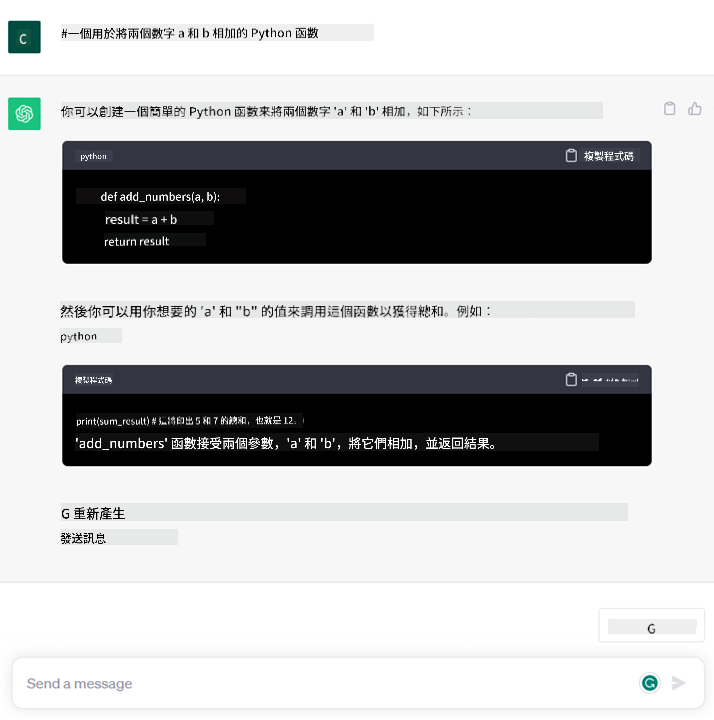 C
#一個用於將兩個數字 a 和 b 相加的 Python 函數
你可以創建一個簡單的 Python 函數來將兩個數字 'a' 和 'b' 相加，如下所示：
python
複製程式碼
def add_numbers(a, b):
result = a + b
return result
然後你可以用你想要的 'a' 和 "b" 的值來調用這個函數以獲得總和。例如：
python
複製程式碼
print(sum_result) # 這將印出 5 和 7 的總和，也就是 12。
'add_numbers' 函數接受兩個參數，'a' 和 'b'，將它們相加，並返回結果。
G 重新產生
發送訊息
G
Send a message